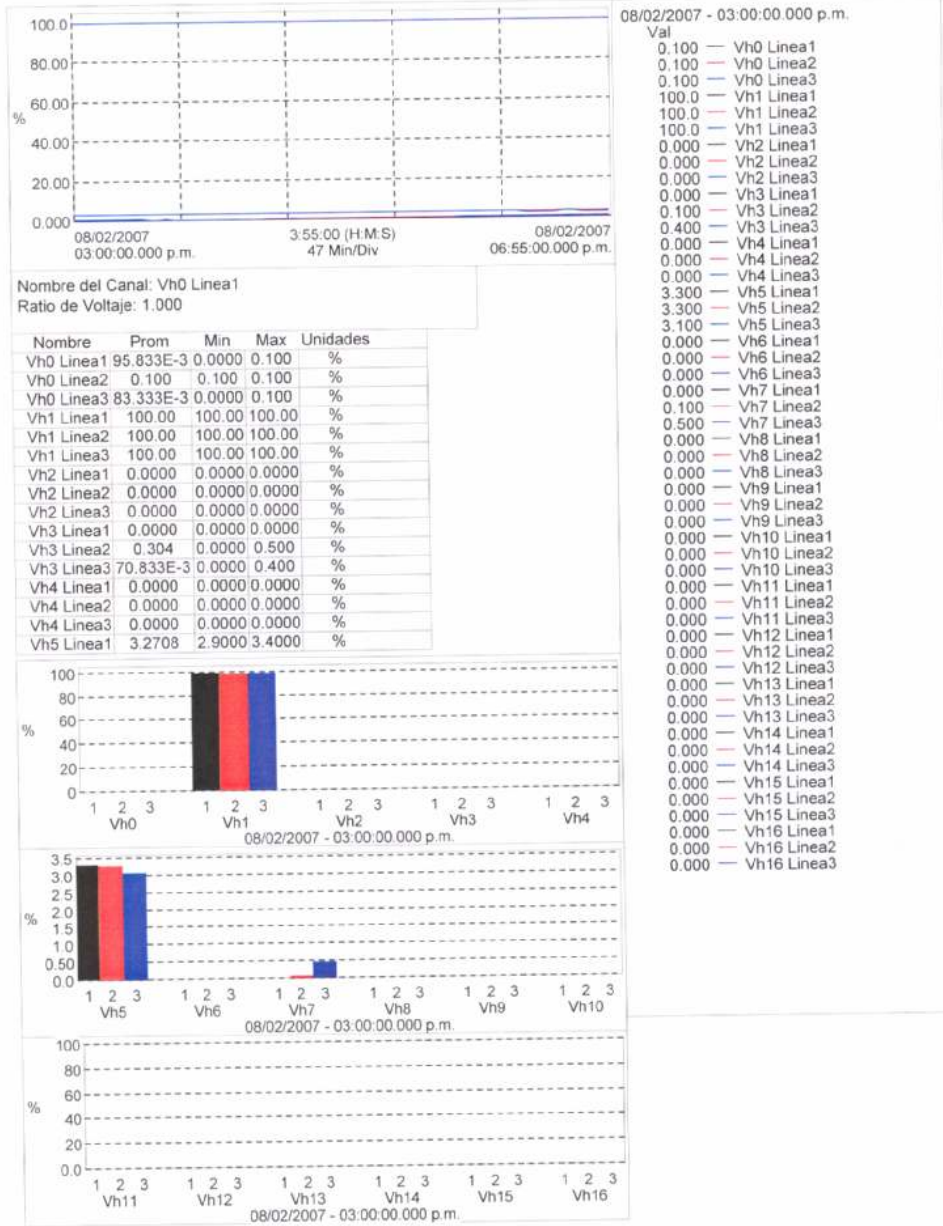 100.0
80.00
60.00
%
40.00
20.00
0.000
08/02/2007 3:55:00 (H:M:S) 08/02/2007
03:00:00.000 p.m. 47 Min/Div 06:55:00.000 p.m.
Nombre del Canal: Vh0 Linea1
Ratio de Voltaje: 1.000
Nombre Prom Min Max Unidades
Vh0 Linea1 95.833E-3 0.0000 0.100 %
Vh0 Linea2 0.100 0.100 0.100 %
Vh0 Linea3 83.333E-3 0.0000 0.100 %
Vh1 Linea1 100.00 100.00 100.00 %
Vh1 Linea2 100.00 100.00 100.00 %
Vh1 Linea3 100.00 100.00 100.00 %
Vh2 Linea1 0.0000 0.0000 0.0000 %
Vh2 Linea2 0.0000 0.0000 0.0000 %
Vh2 Linea3 0.0000 0.0000 0.0000 %
Vh3 Linea1 0.0000 0.0000 0.0000 %
Vh3 Linea2 0.304 0.0000 0.500 %
Vh3 Linea3 70.833E-3 0.0000 0.400 %
Vh4 Linea1 0.0000 0.0000 0.0000 %
Vh4 Linea2 0.0000 0.0000 0.0000 %
Vh4 Linea3 0.0000 0.0000 0.0000 %
Vh5 Linea1 3.2708 2.9000 3.4000 %
100
80
60
%
40
20
0
1 2 3 1 2 3 1 2 3 1 2 3 1 2 3
Vh0 Vh1 Vh2 Vh3 Vh4
08/02/2007 - 03:00:00.000 p.m.
3.5
3.0
2.5
2.0
%
1.5
1.0
0.50
0.0
1 2 3 1 2 3 1 2 3 1 2 3 1 2 3 1 2 3
Vh5 Vh6 Vh7 Vh8 Vh9 Vh10
08/02/2007 - 03:00:00.000 p.m.
100
80
60
%
40
20
0.0
1 2 3 1 2 3 1 2 3 1 2 3 1 2 3 1 2 3
Vh11 Vh12 Vh13 Vh14 Vh15 Vh16
08/02/2007 - 03:00:00.000 p.m.
08/02/2007 - 03:00:00.000 p.m.
Val
0.100 — Vh0 Linea1
0.100 — Vh0 Linea2
0.100 — Vh0 Linea3
100.0 — Vh1 Linea1
100.0 — Vh1 Linea2
100.0 — Vh1 Linea3
0.000 — Vh2 Linea1
0.000 — Vh2 Linea2
0.000 — Vh2 Linea3
0.000 — Vh3 Linea1
0.100 — Vh3 Linea2
0.400 — Vh3 Linea3
0.000 — Vh4 Linea1
0.000 — Vh4 Linea2
0.000 — Vh4 Linea3
3.300 — Vh5 Linea1
3.300 — Vh5 Linea2
3.100 — Vh5 Linea3
0.000 — Vh6 Linea1
0.000 — Vh6 Linea2
0.000 — Vh6 Linea3
0.000 — Vh7 Linea1
0.100 — Vh7 Linea2
0.500 — Vh7 Linea3
0.000 — Vh8 Linea1
0.000 — Vh8 Linea2
0.000 — Vh8 Linea3
0.000 — Vh9 Linea1
0.000 — Vh9 Linea2
0.000 — Vh9 Linea3
0.000 — Vh10 Linea1
0.000 — Vh10 Linea2
0.000 — Vh10 Linea3
0.000 — Vh11 Linea1
0.000 — Vh11 Linea2
0.000 — Vh11 Linea3
0.000 — Vh12 Linea1
0.000 — Vh12 Linea2
0.000 — Vh12 Linea3
0.000 — Vh13 Linea1
0.000 — Vh13 Linea2
0.000 — Vh13 Linea3
0.000 — Vh14 Linea1
0.000 — Vh14 Linea2
0.000 — Vh14 Linea3
0.000 — Vh15 Linea1
0.000 — Vh15 Linea2
0.000 — Vh15 Linea3
0.000 — Vh16 Linea1
0.000 — Vh16 Linea2
0.000 — Vh16 Linea3